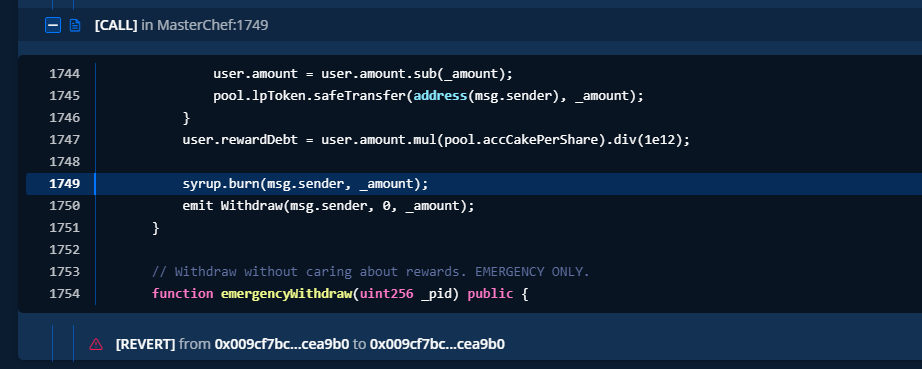 [CALL] in MasterChef:1749
1744 user.amount = user.amount.sub(_amount);
1745 pool.lpToken.safeTransfer(address(msg.sender), _amount);
1746 }
1747 user.rewardDebt = user.amount.mul(pool.accCakePerShare).div(1e12);
1748
1749 syrup.burn(msg.sender, _amount);
1750 emit Withdraw(msg.sender, 0, _amount);
1751 }
1752
1753 // Withdraw without caring about rewards. EMERGENCY ONLY.
1754 function emergencyWithdraw(uint256 _pid) public {
[REVERT] from 0x009cf7bc...cea9b0 to 0x009cf7bc...cea9b0